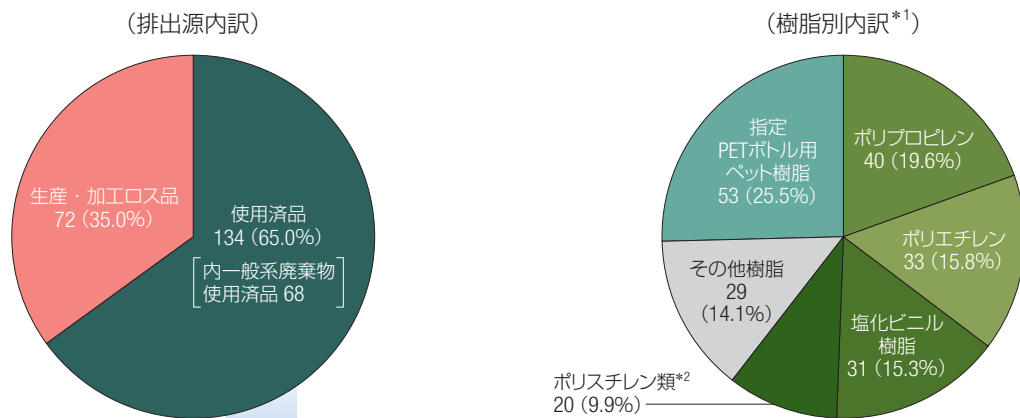 （排出源内訳）
生産・加工ロス品
72（35.0%）
使用済品
134（65.0%）
内一般系廃棄物
使用済品 68
（樹脂別内訳*1）
ポリプロピレン
40（19.6%）
ポリエチレン
33（15.8%）
塩化ビニル
樹脂
31（15.3%）
ポリスチレン類*2
20（9.9%）
その他樹脂
29
（14.1%）
指定
PETボトル用
ペット樹脂
53（25.5%）